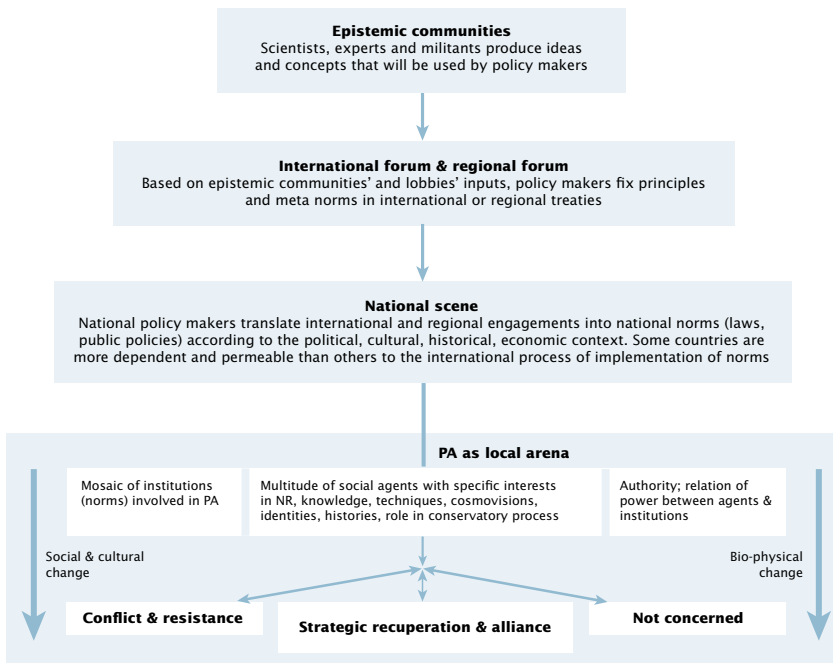 Epistemic communities
Scientists, experts and militants produce ideas
and concepts that will be used by policy makers
International forum & regional forum
Based on epistemic communities’ and lobbies’ inputs, policy makers fix principles
and meta norms in international or regional treaties
National scene
National policy makers translate international and regional engagements into national norms (laws,
public policies) according to the political, cultural, historical, economic context. Some countries are
more dependent and permeable than others to the international process of implementation of norms
PA as local arena
Mosaic of institutions
(norms) involved in PA
Multitude of social agents with specific interests
in NR, knowledge, techniques, cosmovisions,
identities, histories, role in conservatory process
Authority; relation of
power between agents &
institutions
Social & cultural
change
Bio-physical
change
Conflict & resistance
Strategic recuperation & alliance
Not concerned